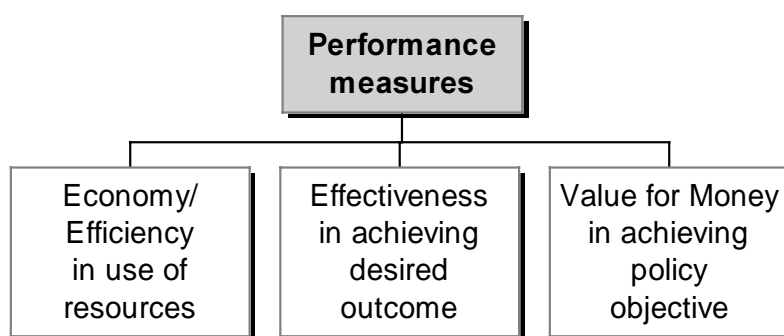 Performance
measures
Economy/
Efficiency
in use of
resources
Effectiveness
in achieving
desired
outcome
Value for Money
in achieving
policy
objective